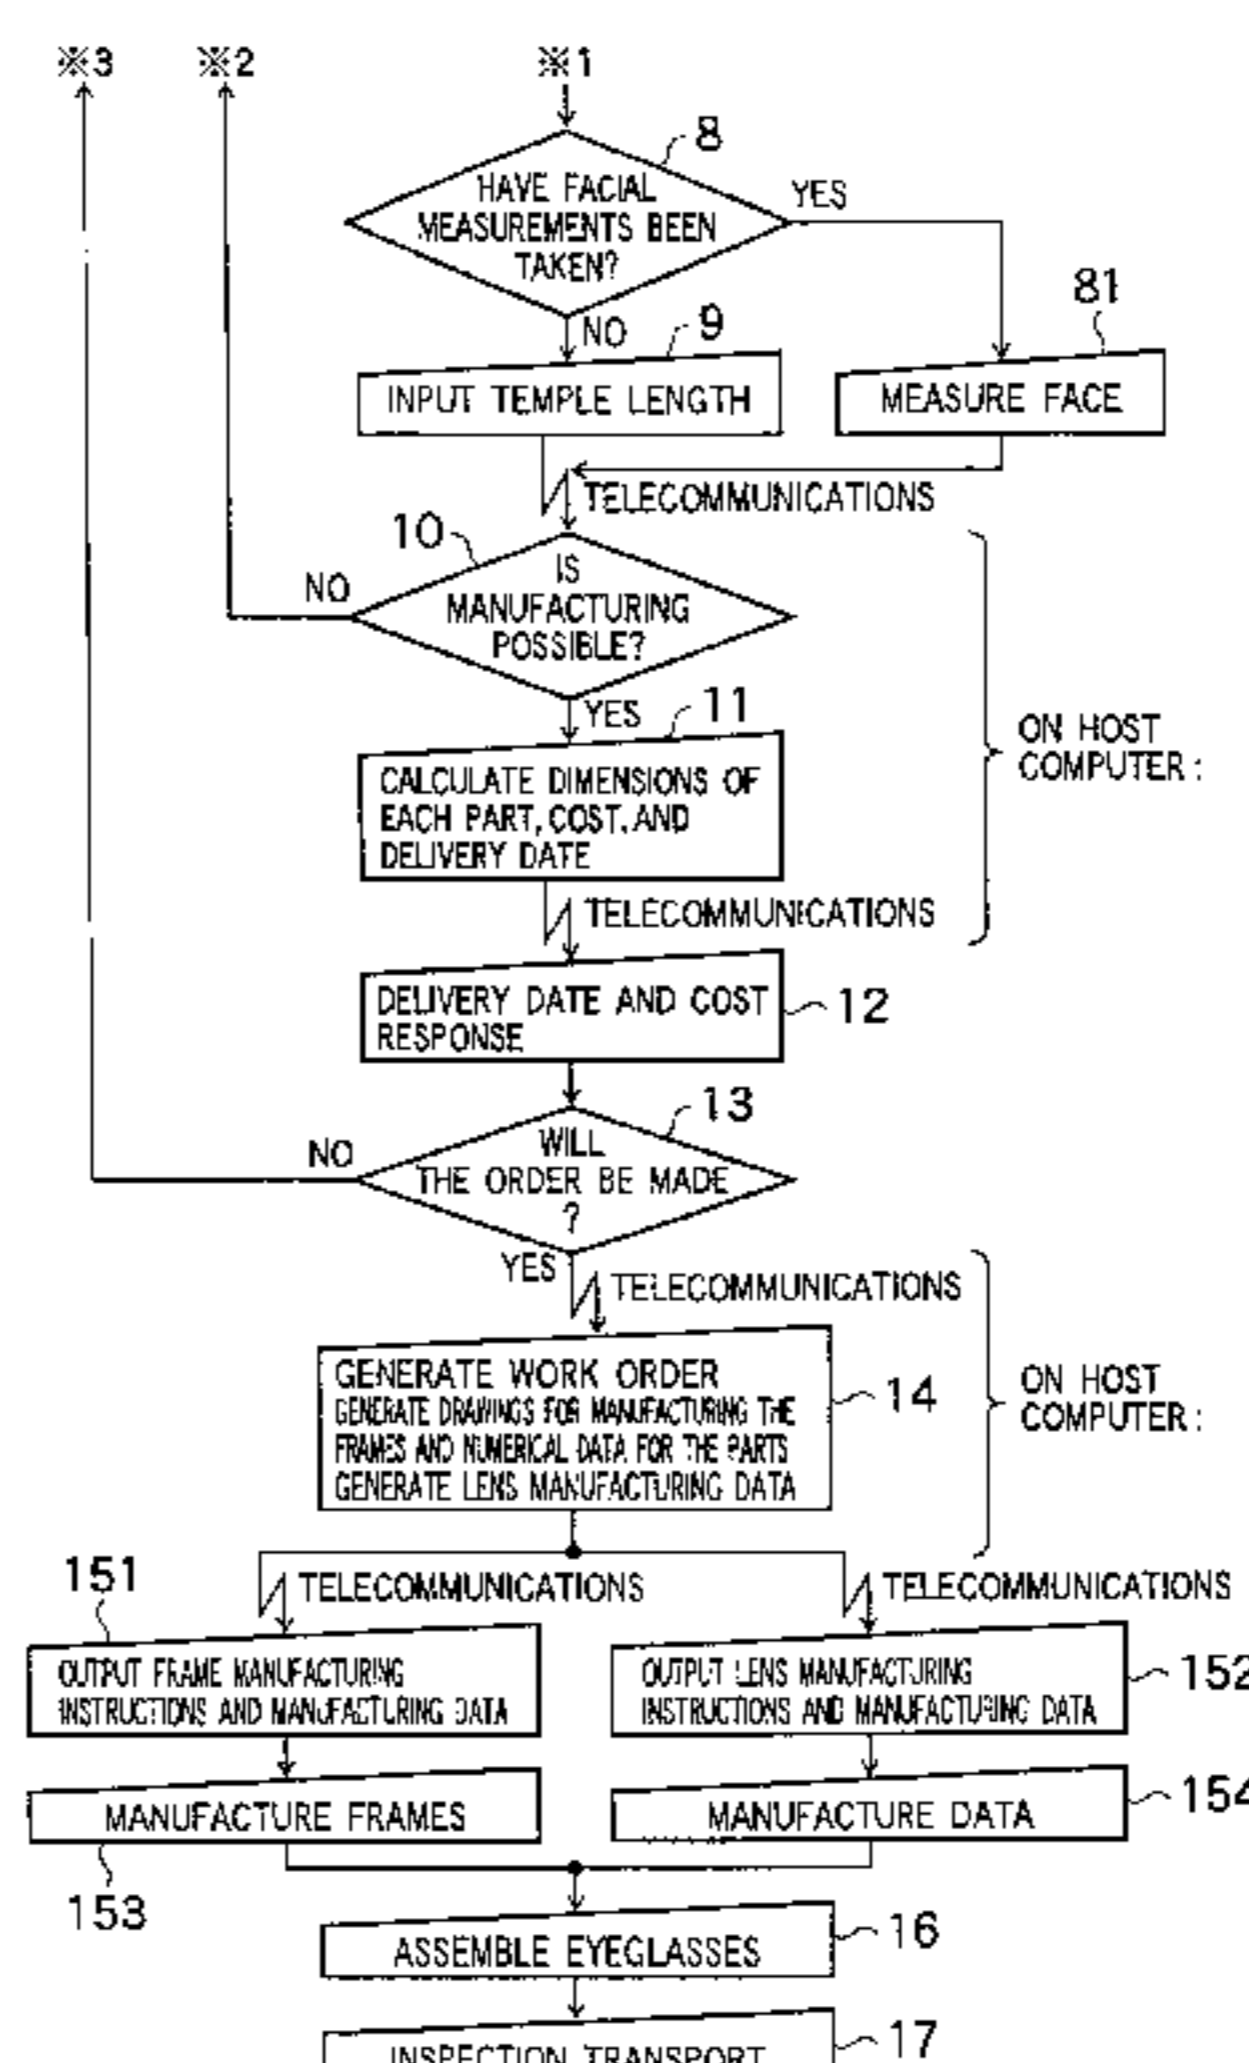 ※3
※2
※1
8
HAVE FACIAL
MEASUREMENTS BEEN
TAKEN?
YES
81
NO
9
INPUT TEMPLE LENGTH
MEASURE FACE
TELECOMMUNICATIONS
10
NO
IS
MANUFACTURING
POSSIBLE?
YES
11
ON HOST
COMPUTER:
CALCULATE DIMENSIONS OF
EACH PART, COST, AND
DELIVERY DATE
TELECOMMUNICATIONS
DELIVERY DATE AND COST
RESPONSE
12
13
NO
WILL
THE ORDER BE MADE
?
YES
TELECOMMUNICATIONS
GENERATE WORK ORDER
GENERATE DRAWINGS FOR MANUFACTURING THE
FRAMES AND NUMERICAL DATA FOR THE PARTS
GENERATE LENS MANUFACTURING DATA
14
ON HOST
COMPUTER:
151
TELECOMMUNICATIONS
TELECOMMUNICATIONS
OUTPUT FRAME MANUFACTURING
INSTRUCTIONS AND MANUFACTURING DATA
OUTPUT LENS MANUFACTURING
INSTRUCTIONS AND MANUFACTURING DATA
152
MANUFACTURE FRAMES
153
MANUFACTURE DATA
154
ASSEMBLE EYEGLASSES
16
INSPECTION TRANSPORT
17